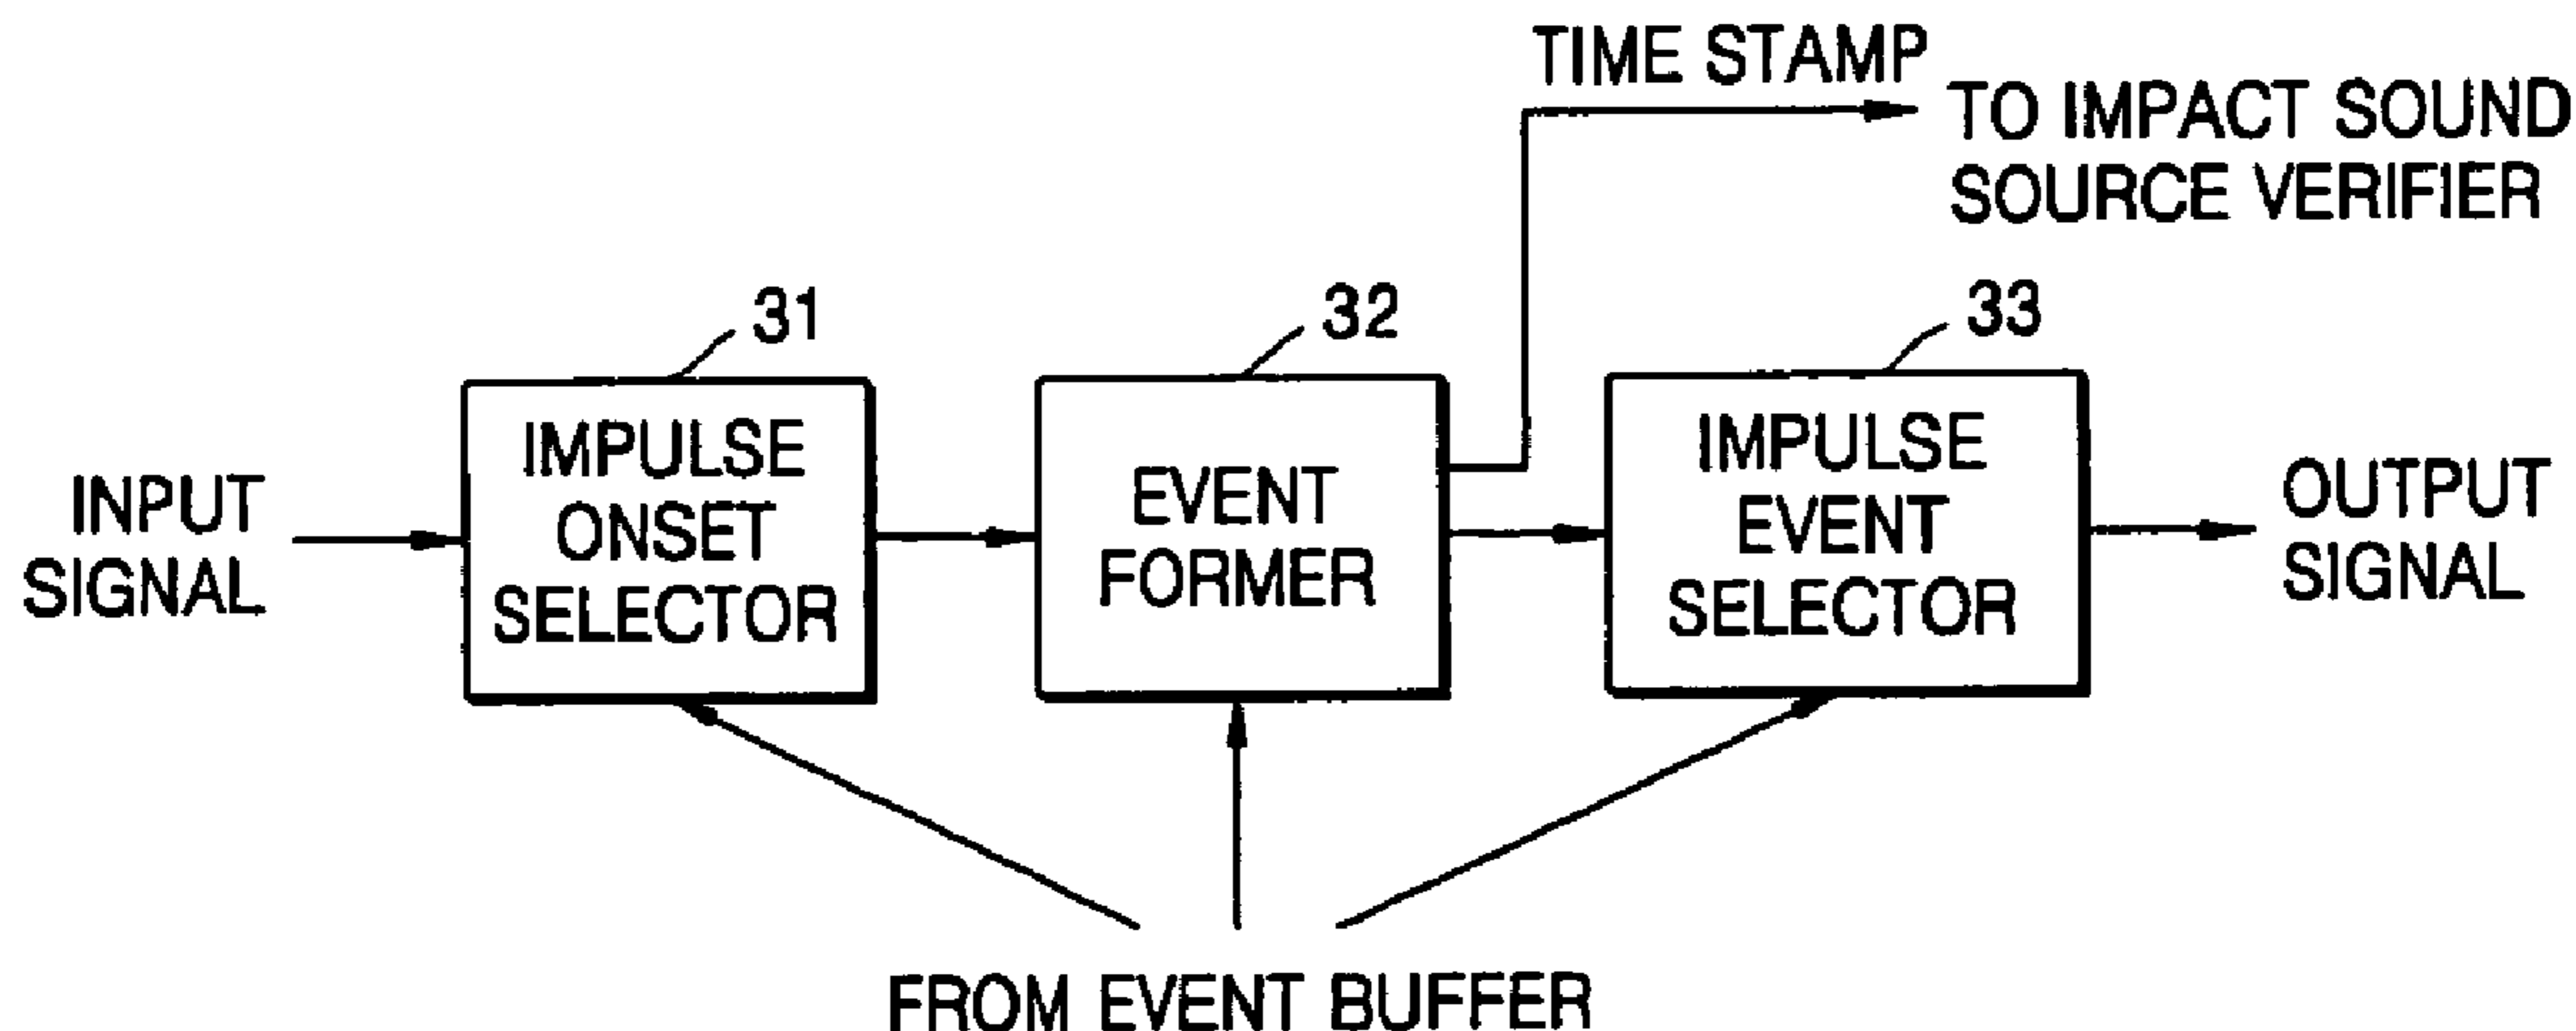 TIME STAMP
TO IMPACT SOUND
SOURCE VERIFIER
31
32
33
INPUT
SIGNAL
IMPULSE
ONSET
SELECTOR
EVENT
FORMER
IMPULSE
EVENT
SELECTOR
OUTPUT
SIGNAL
FROM EVENT BUFFER